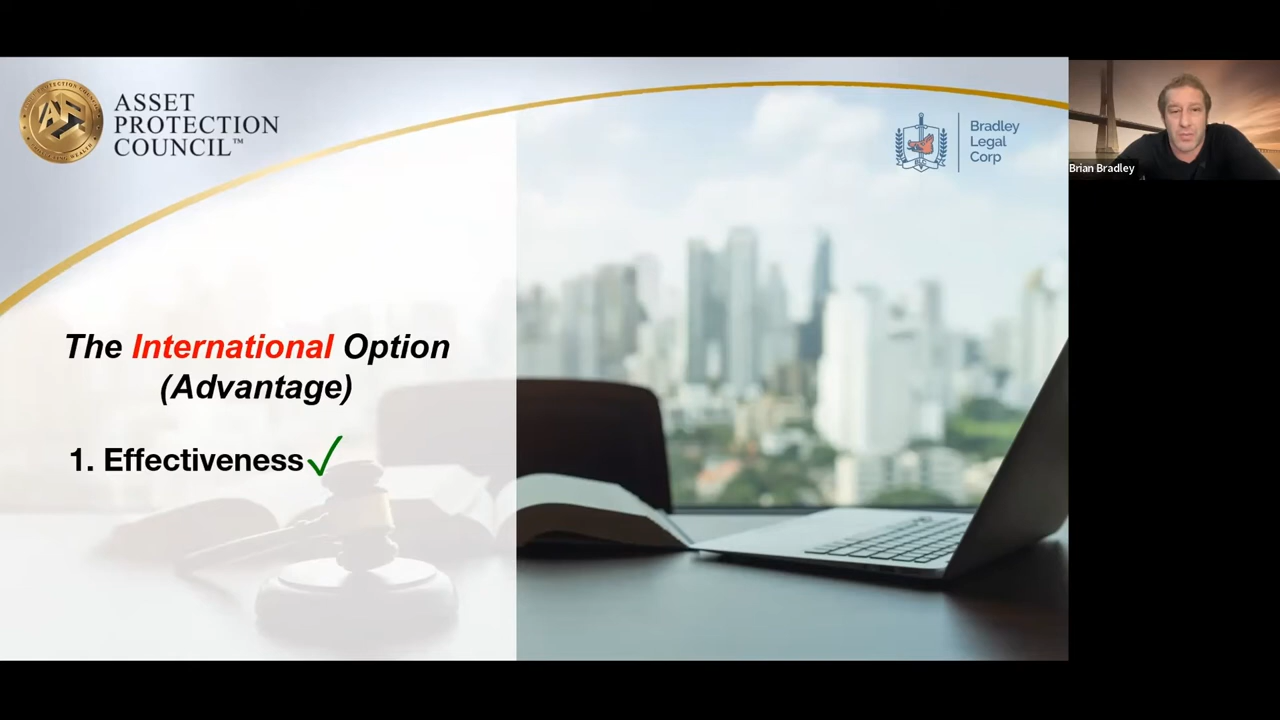 ASSET
PROTECTION
COUNCIL™
Bradley
Legal
Corp
Brian Bradley
The International Option
(Advantage)
1. Effectiveness✓